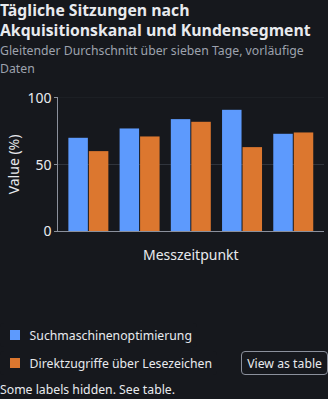 Tägliche Sitzungen nach
Akquisitionskanal und Kundensegment
Gleitender Durchschnitt über sieben Tage, vorläufige
Daten
100
50
0
Value (%)
Messzeitpunkt
Suchmaschinenoptimierung
Direktzugriffe über Lesezeichen
View as table
Some labels hidden. See table.